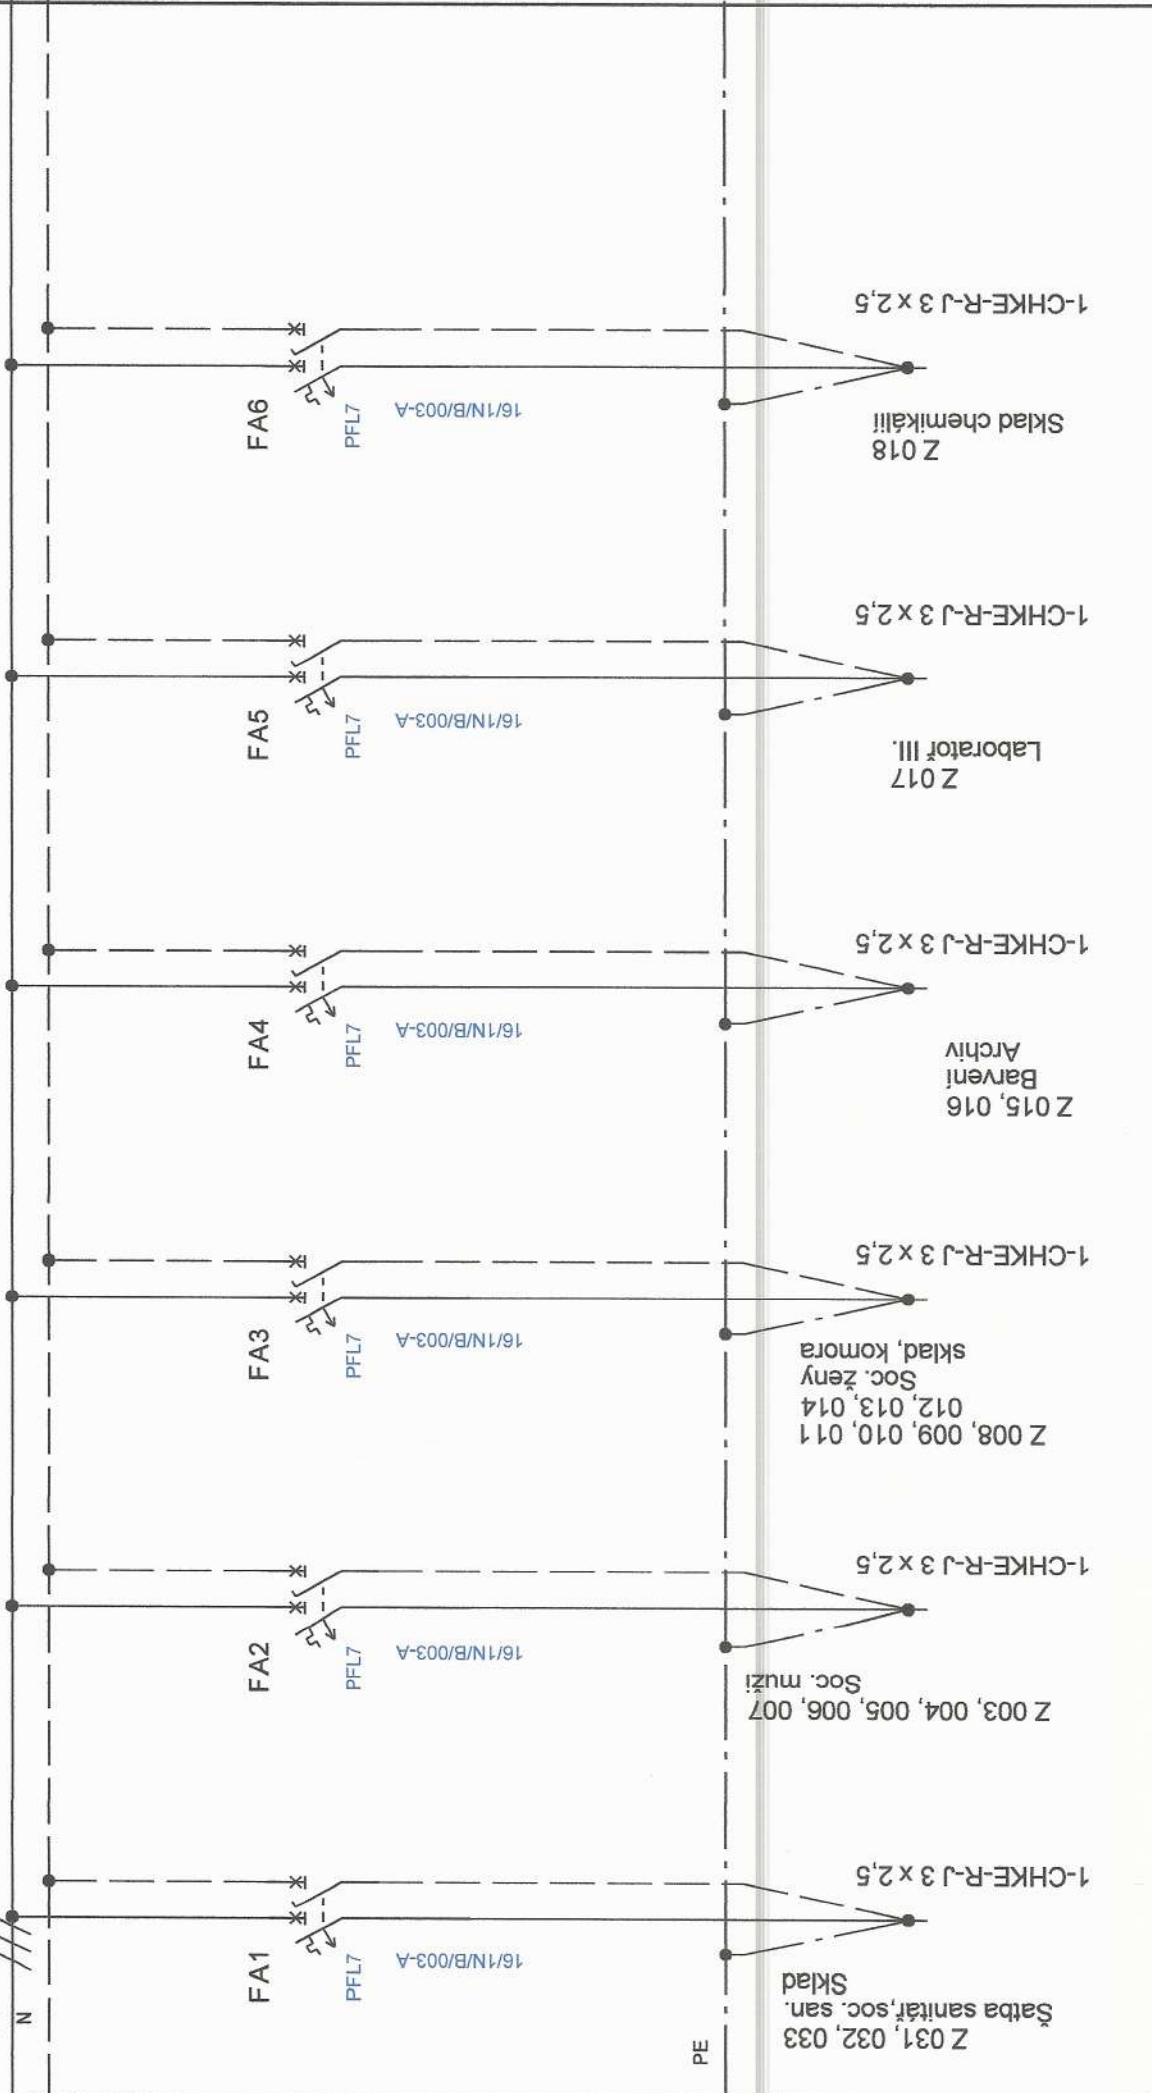 N
PE
FA1
PFL7
16/1N/B/003-A
1-CHKE-R-J 3 x 2,5
Z 031, 032, 033
Šatba sanitář,soc. san.
Sklad
FA2
PFL7
16/1N/B/003-A
1-CHKE-R-J 3 x 2,5
Z 003, 004, 005, 006, 007
Soc. muži
FA3
PFL7
16/1N/B/003-A
1-CHKE-R-J 3 x 2,5
Z 008, 009, 010, 011
012, 013, 014
Soc. ženy
sklad, komora
FA4
PFL7
16/1N/B/003-A
1-CHKE-R-J 3 x 2,5
Z 015, 016
Barvení
Archiv
FA5
PFL7
16/1N/B/003-A
1-CHKE-R-J 3 x 2,5
Z 017
Laboratoř III.
FA6
PFL7
16/1N/B/003-A
1-CHKE-R-J 3 x 2,5
Z 018
Sklad chemikálií